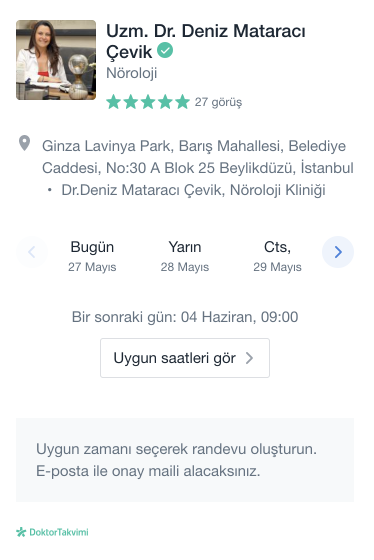 Uzm. Dr. Deniz Mataracı
Çevik
Nöroloji
27 görüş
Ginza Lavinya Park, Barış Mahallesi, Belediye
Caddesi, No:30 A Blok 25 Beylikdüzü, İstanbul
• Dr.Deniz Mataracı Çevik, Nöroloji Kliniği
Bugün Yarın Cts,
27 Mayıs 28 Mayıs 29 Mayıs
Bir sonraki gün: 04 Haziran, 09:00
Uygun saatleri gör
Uygun zamanı seçerek randevu oluşturun.
E-posta ile onay maili alacaksınız.
DoktorTakvimi